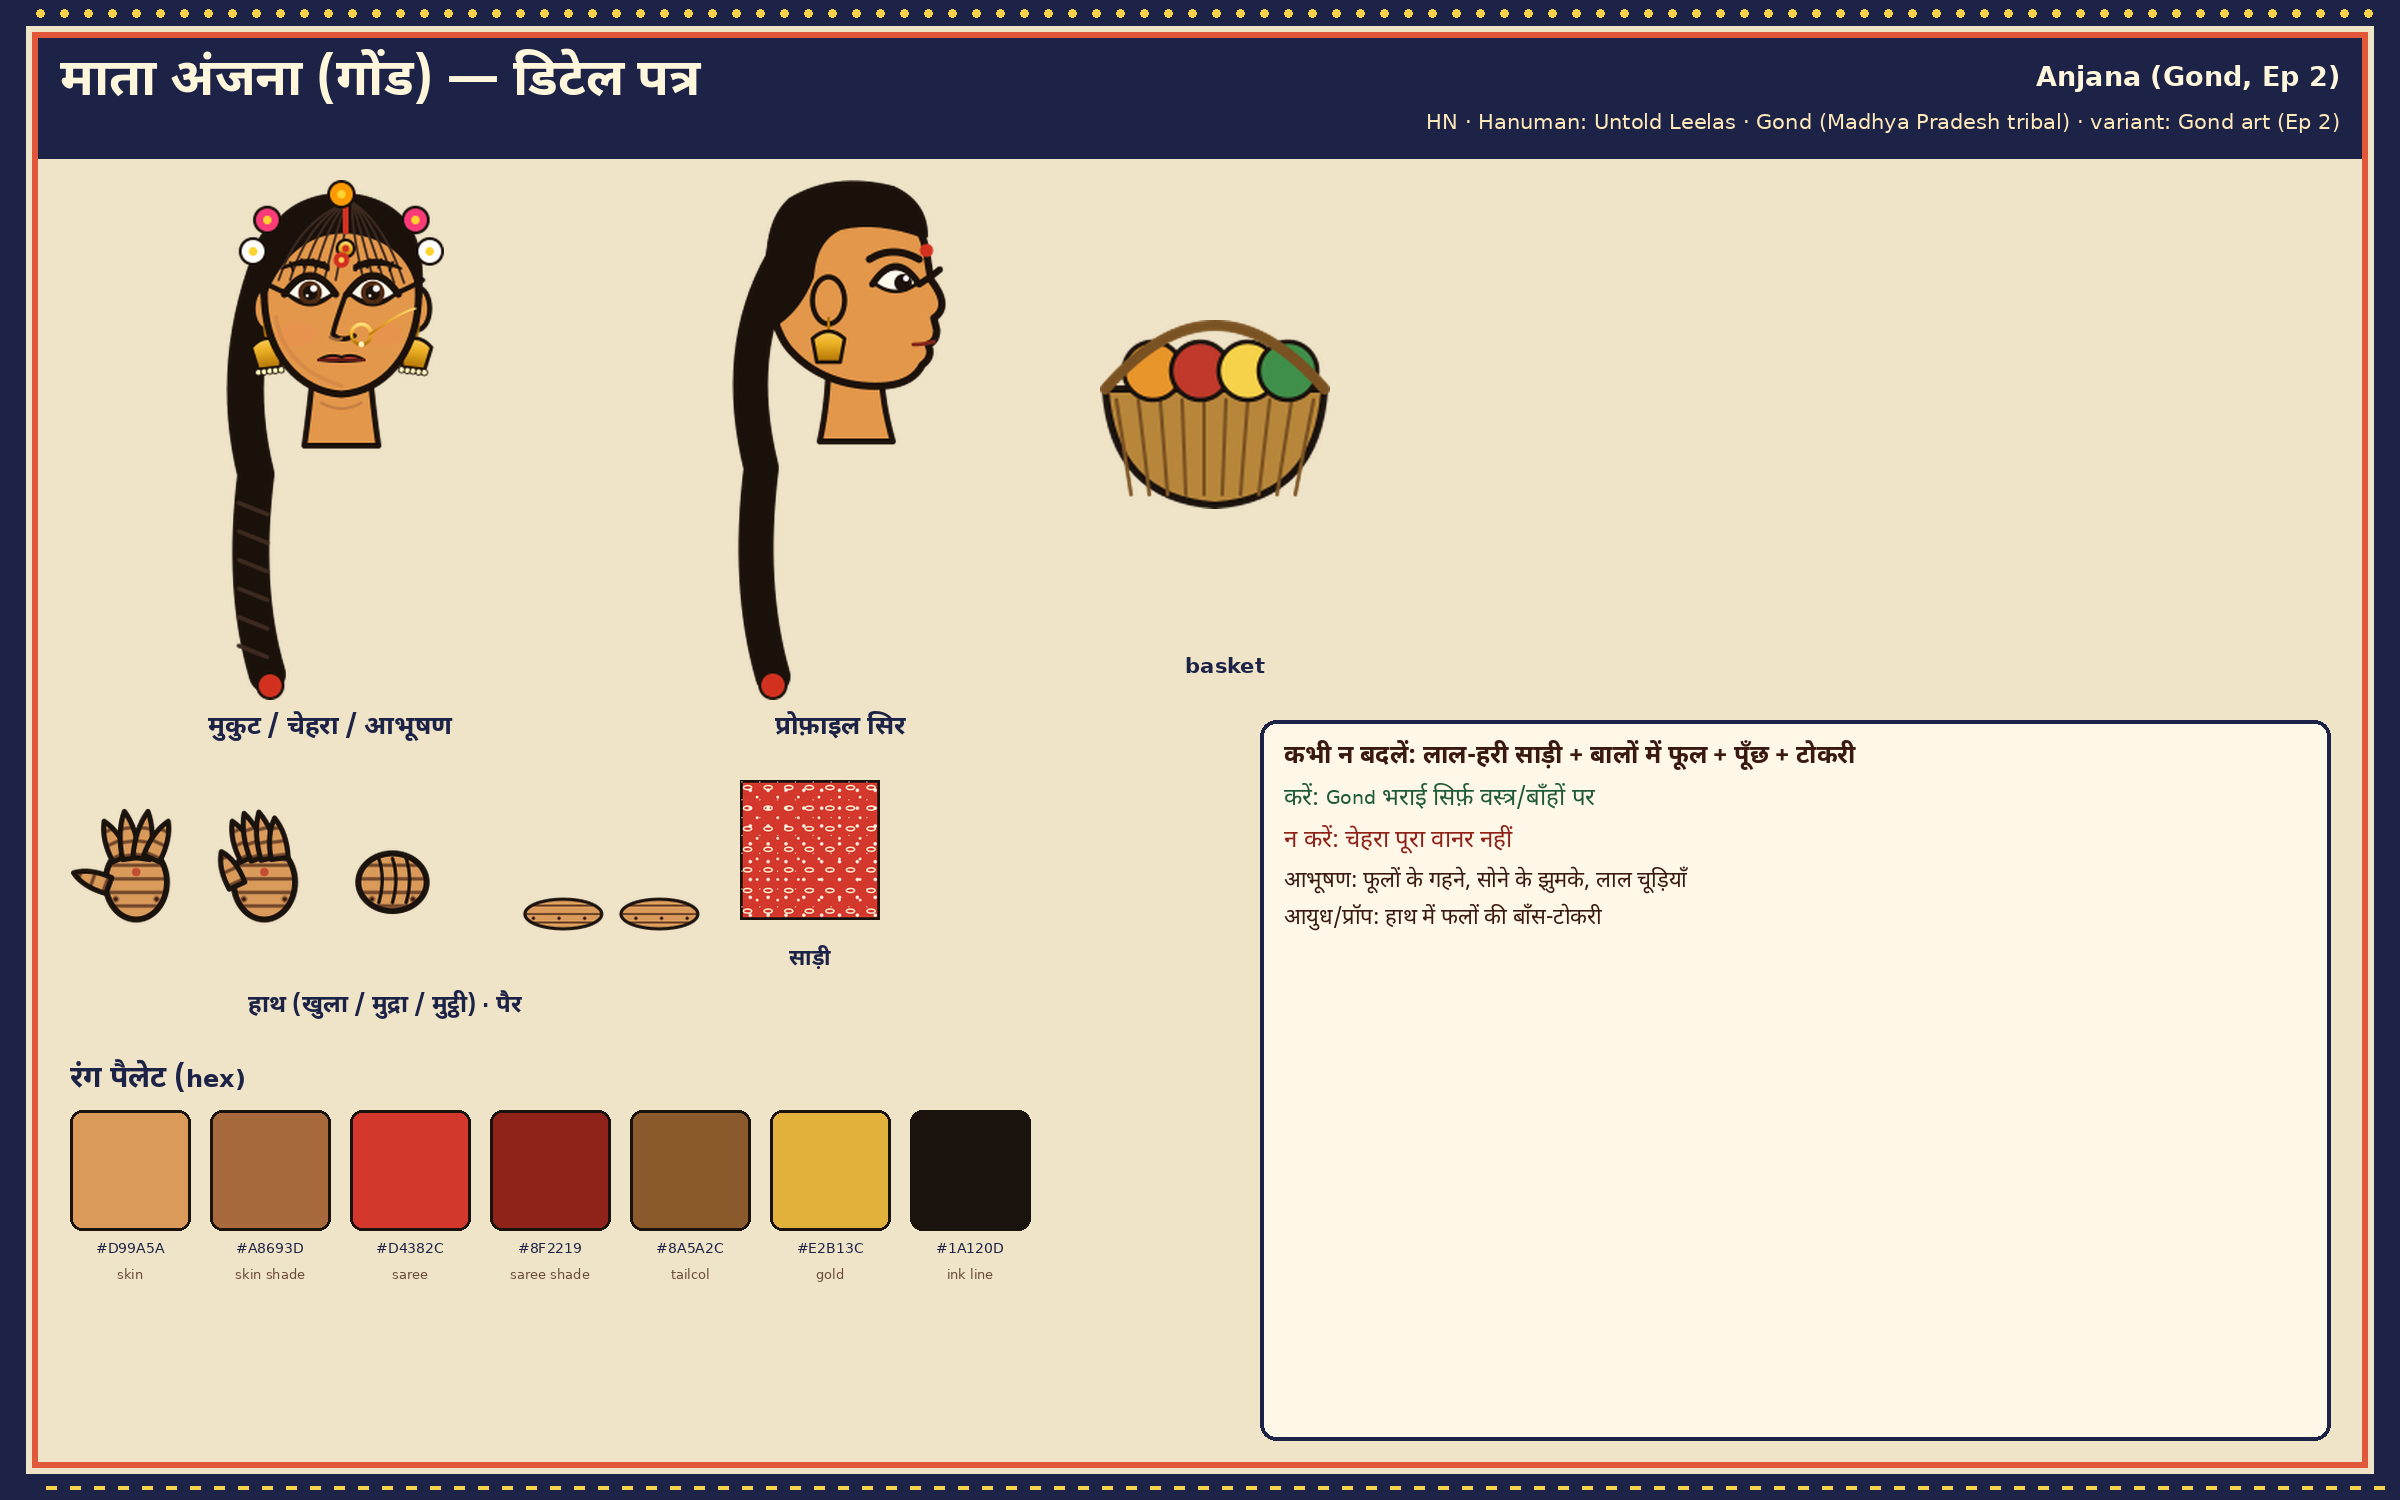 माता अंजना (गोंड) — डिटेल पत्र
Anjana (Gond, Ep 2)
HN · Hanuman: Untold Leelas · Gond (Madhya Pradesh tribal) · variant: Gond art (Ep 2)
basket
मुकुट / चेहरा / आभूषण
प्रोफ़ाइल सिर
कभी न बदलें: लाल-हरी साड़ी + बालों में फूल + पूँछ + टोकरी
करें: Gond भराई सिर्फ़ वस्त्र/बाँहों पर
न करें: चेहरा पूरा वानर नहीं
आभूषण: फूलों के गहने, सोने के झुमके, लाल चूड़ियाँ
आयुध/प्रॉप: हाथ में फलों की बाँस-टोकरी
साड़ी
हाथ (खुला / मुद्रा / मुट्ठी) · पैर
रंग पैलेट (hex)
#D99A5A #A8693D #D4382C #8F2219 #8A5A2C #E2B13C #1A120D
skin skin shade saree saree shade tailcol gold ink line